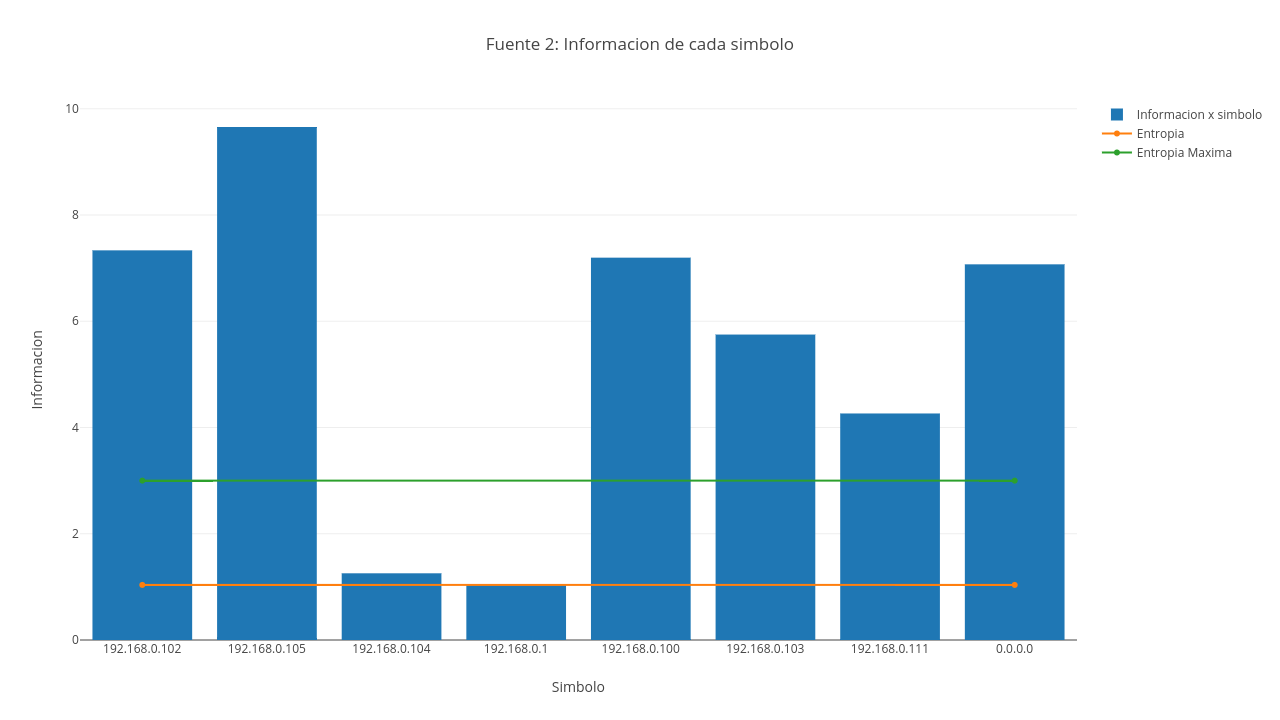 Fuente 2: Informacion de cada simbolo
Informacion x simbolo
Entropia
Entropia Maxima
10
8
6
4
2
0
Informacion
192.168.0.102 192.168.0.105 192.168.0.104 192.168.0.1 192.168.0.100 192.168.0.103 192.168.0.111 0.0.0.0
Simbolo